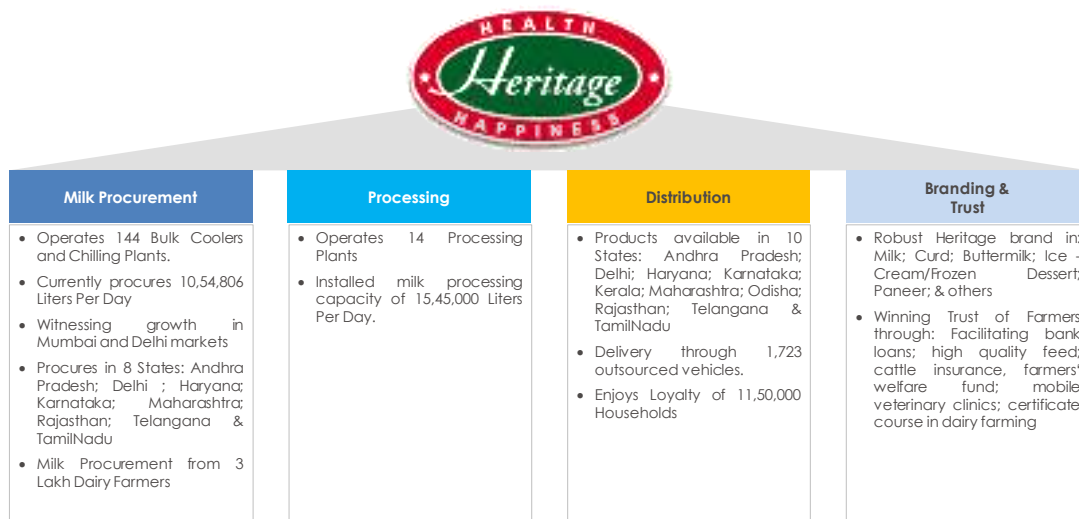 HEALTH
Heritage
HAPPINESS
Milk Procurement
• Operates 144 Bulk Coolers
and Chilling Plants.
• Currently procures 10,54,806
Liters Per Day
• Witnessing growth in
Mumbai and Delhi markets
• Procures in 8 States: Andhra
Pradesh; Delhi ; Haryana;
Karnataka; Maharashtra;
Rajasthan; Telangana &
TamilNadu
• Milk Procurement from 3
Lakh Dairy Farmers
Processing
• Operates 14 Processing
Plants
• Installed milk processing
capacity of 15,45,000 Liters
Per Day.
Distribution
• Products available in 10
States: Andhra Pradesh;
Delhi; Haryana; Karnataka;
Kerala; Maharashtra; Odisha;
Rajasthan; Telangana &
TamilNadu
• Delivery through 1,723
outsourced vehicles.
• Enjoys Loyalty of 11,50,000
Households
Branding &
Trust
• Robust Heritage brand in:
Milk; Curd; Buttermilk; Ice -
Cream/Frozen Dessert;
Paneer; & others
• Winning Trust of Farmers
through: Facilitating bank
loans; high quality feed;
cattle insurance, farmers'
welfare fund; mobile
veterinary clinics; certificate
course in dairy farming